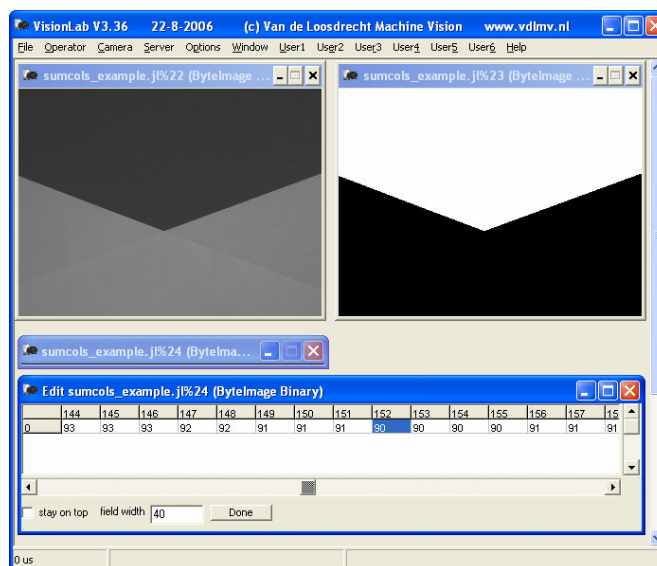 VisionLab V3.36 22-8-2006 (c) Van de Loosdrecht Machine Vision www.vdlmv.nl
File Operator Camera Server Options Window User1 User2 User3 User4 User5 User6 Help
sumcols_example.jl%22 (ByteImage ...
sumcols_example.jl%23 (ByteImage ...
sumcols_example.jl%24 (ByteIma...
Edit sumcols_example.jl%24 (ByteImage Binary)
144 145 146 147 148 149 150 151 152 153 154 155 156 157 15
0 93 93 93 92 92 91 91 91 90 90 90 90 91 91 91
stay on top field width 40 Done
0 us